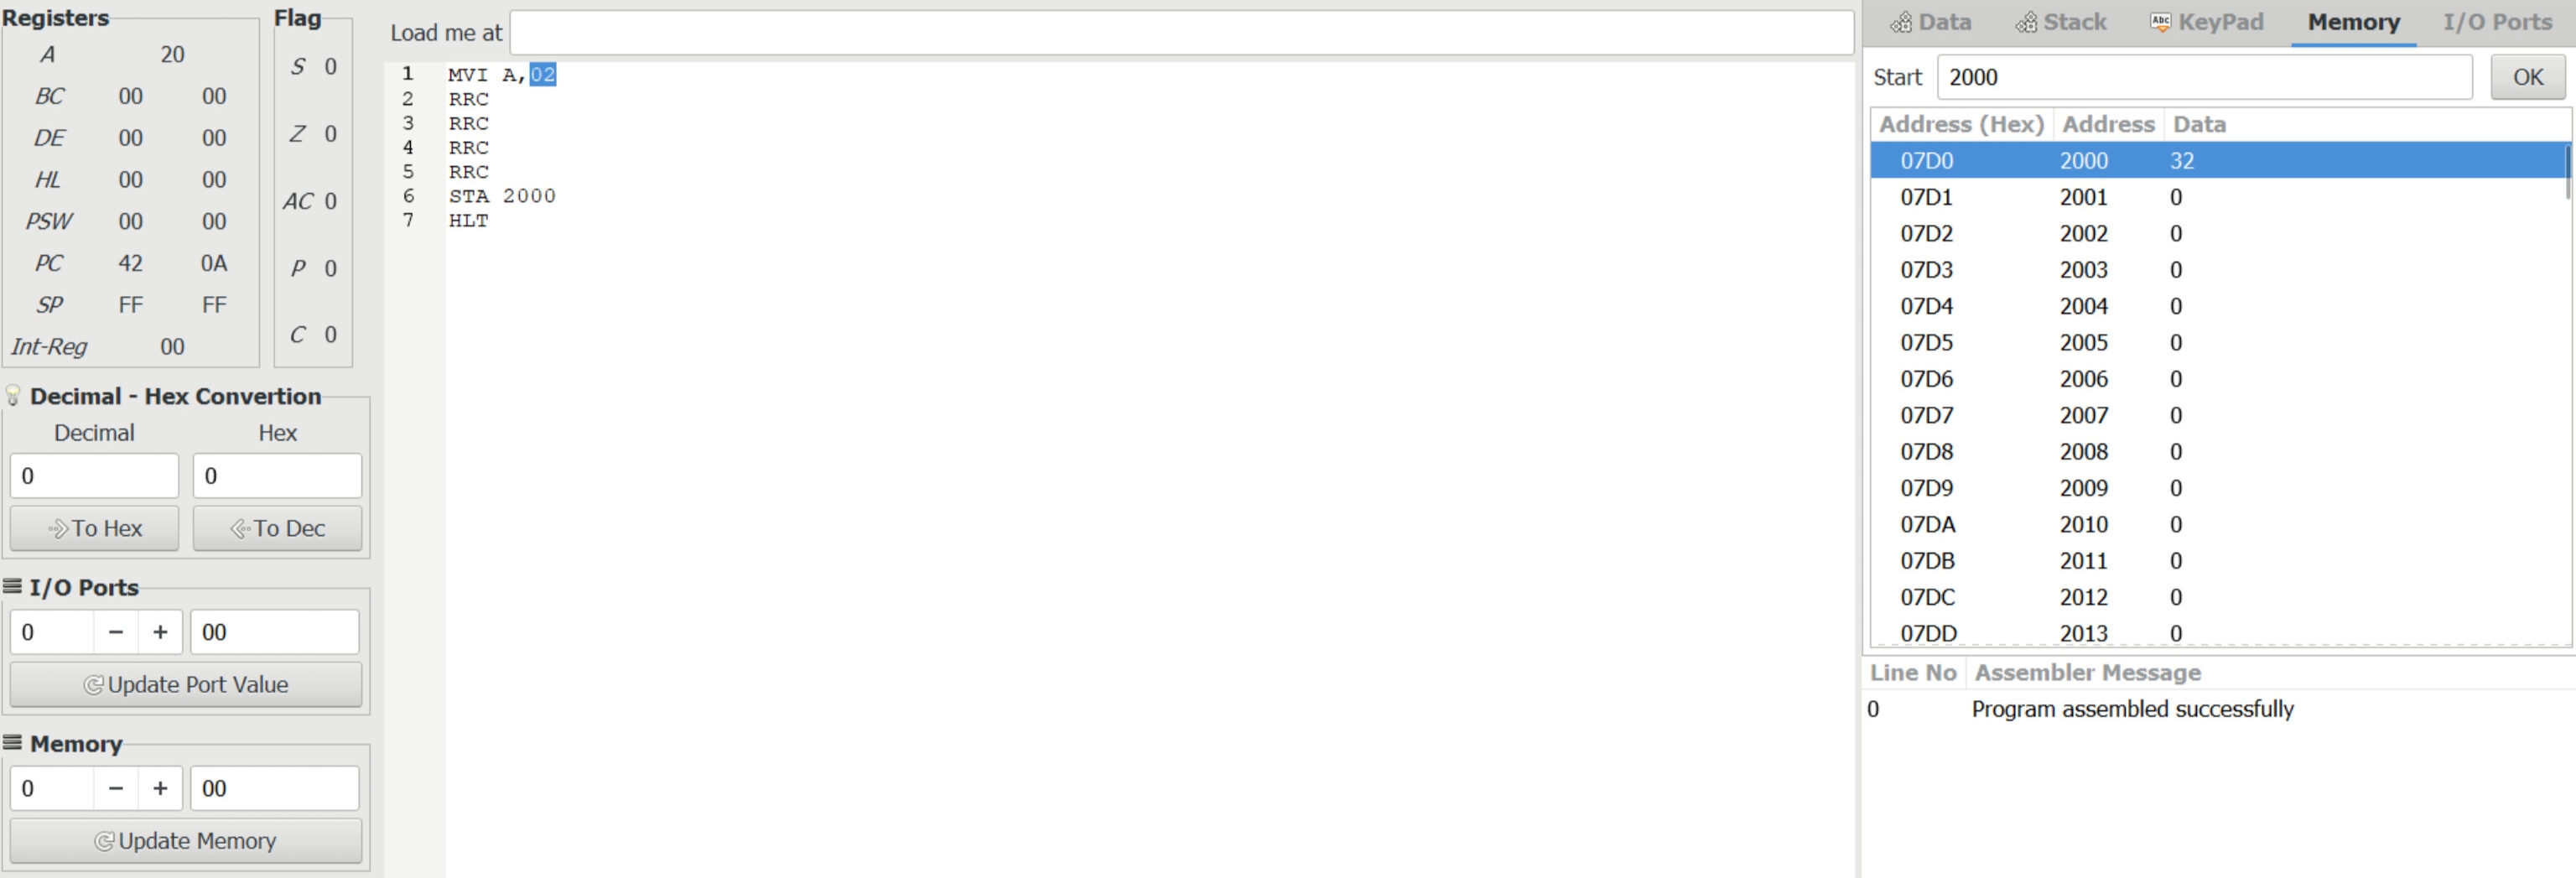 Registers
A 20
BC 00 00
DE 00 00
HL 00 00
PSW 00 00
PC 42 0A
SP FF FF
Int-Reg 00
Flag
S 0
Z 0
AC 0
P 0
C 0
Decimal - Hex Convertion
Decimal Hex
0 0
To Hex To Dec
I/O Ports
0 − + 00
Update Port Value
Memory
0 − + 00
Update Memory
Load me at
1 MVI A,02
2 RRC
3 RRC
4 RRC
5 RRC
6 STA 2000
7 HLT
Data Stack Abc KeyPad Memory I/O Ports
Start 2000 OK
Address (Hex) Address Data
07D0 2000 32
07D1 2001 0
07D2 2002 0
07D3 2003 0
07D4 2004 0
07D5 2005 0
07D6 2006 0
07D7 2007 0
07D8 2008 0
07D9 2009 0
07DA 2010 0
07DB 2011 0
07DC 2012 0
07DD 2013 0
Line No Assembler Message
0 Program assembled successfully